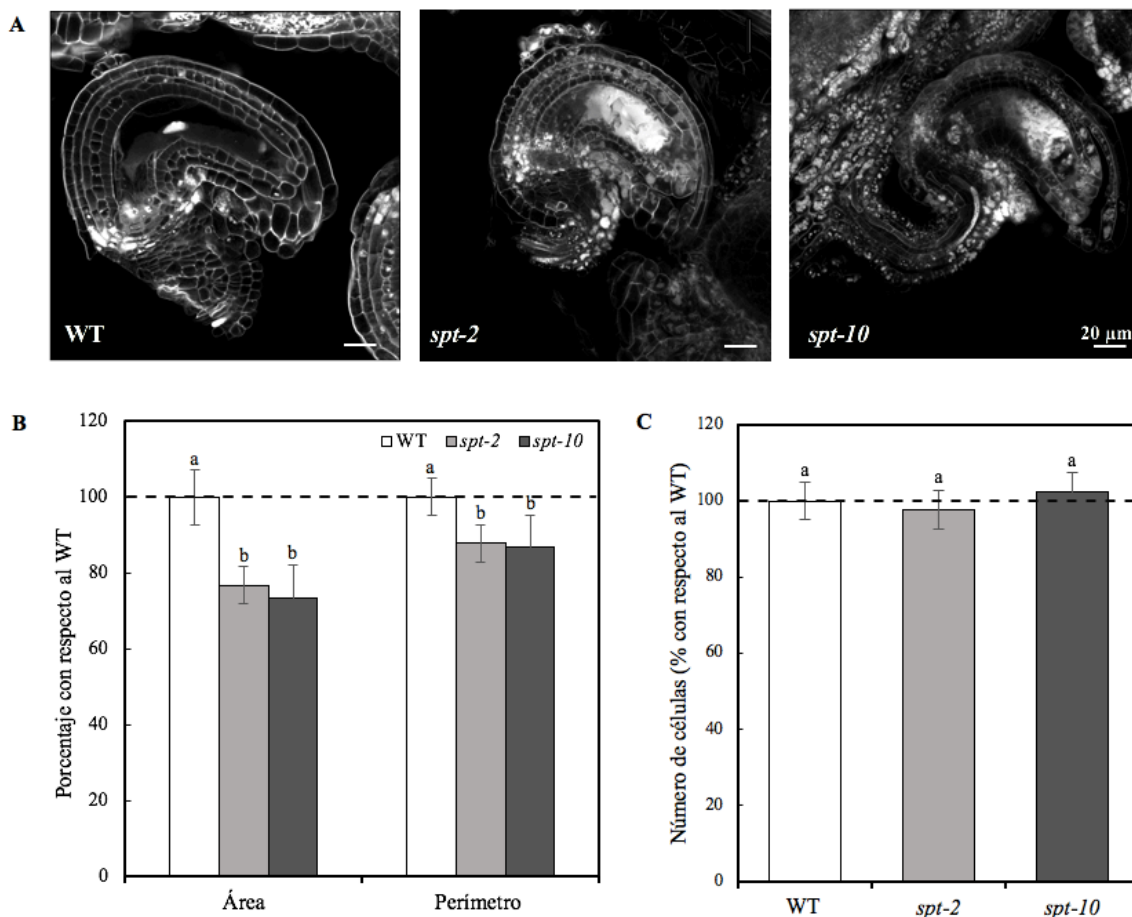 A
WT
spt-2
spt-10
20 µm
B
Porcentaje con respecto al WT
120
100
80
60
40
20
0
WT spt-2 spt-10
a
b
b
a
b
b
Área
Perímetro
C
Número de células (% con respecto al WT)
120
100
80
60
40
20
0
a
a
a
WT
spt-2
spt-10